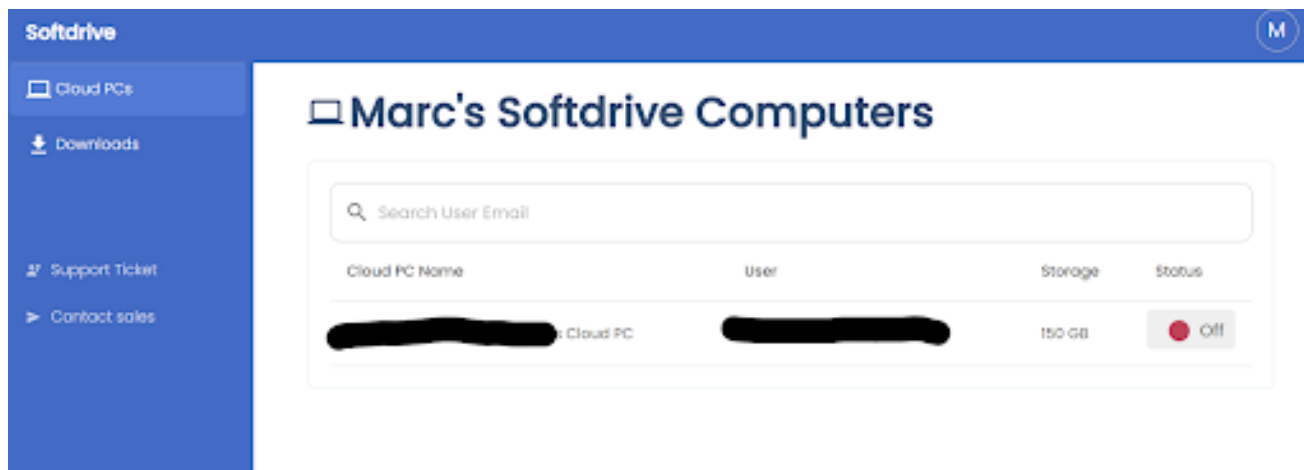 Softdrive
M
Cloud PCs
Downloads
Support Ticket
Contact sales
Marc's Softdrive Computers
Search User Email
Cloud PC Name User Storage Status
s Cloud PC 150 GB Off